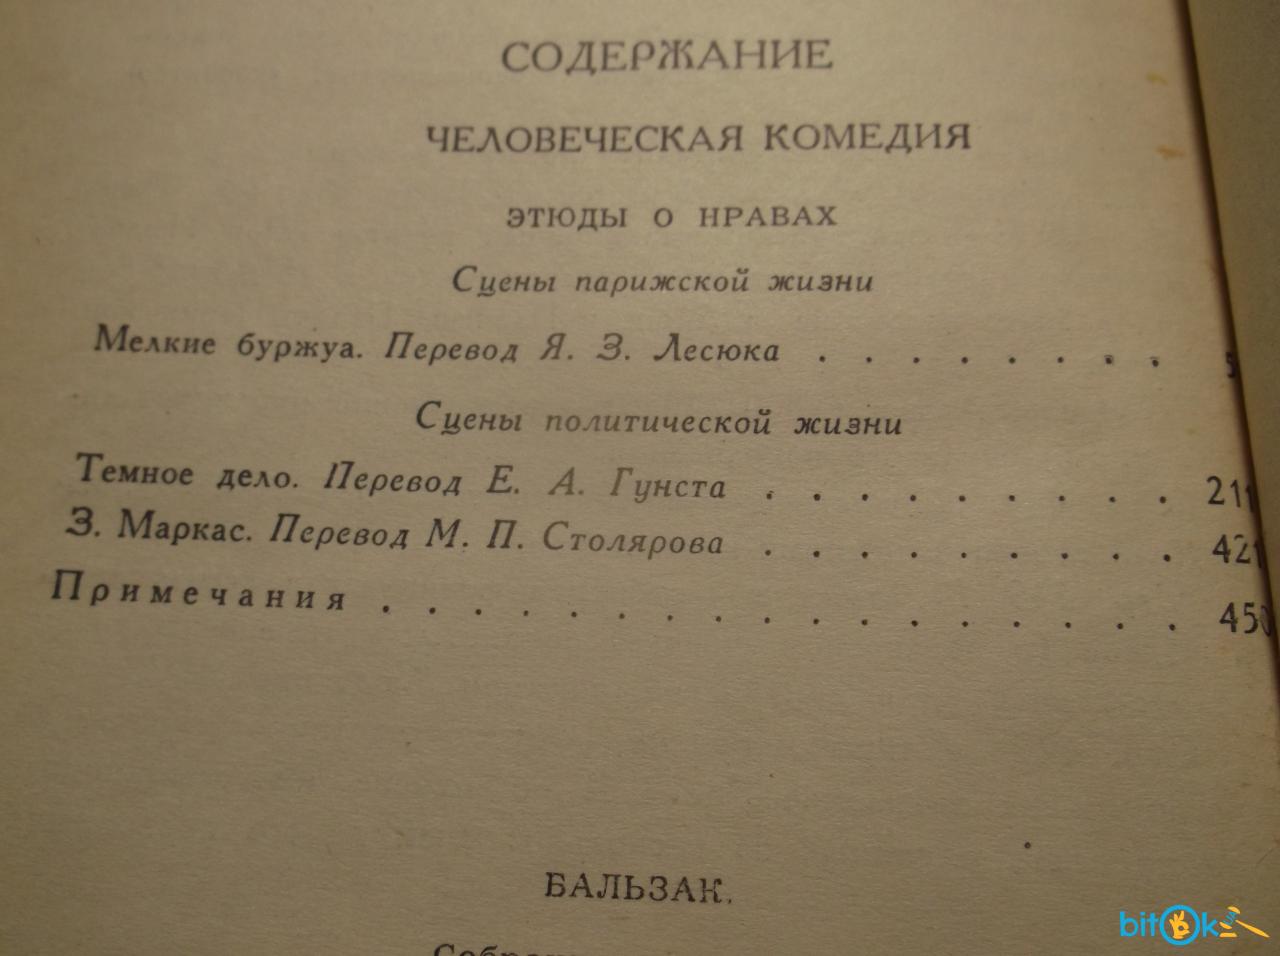 СОДЕРЖАНИЕ
ЧЕЛОВЕЧЕСКАЯ КОМЕДИЯ
ЭТЮДЫ О НРАВАХ
Сцены парижской жизни
Мелкие буржуа. Перевод Я. З. Лесюка . . . . . . . . 5
Сцены политической жизни
Темное дело. Перевод Е. А. Гунста . . . . . . . . . 211
З. Маркас. Перевод М. П. Столярова . . . . . . . . . 421
Примечания . . . . . . . . . . . . . . . . . 450
БАЛЬЗАК.
bitOk